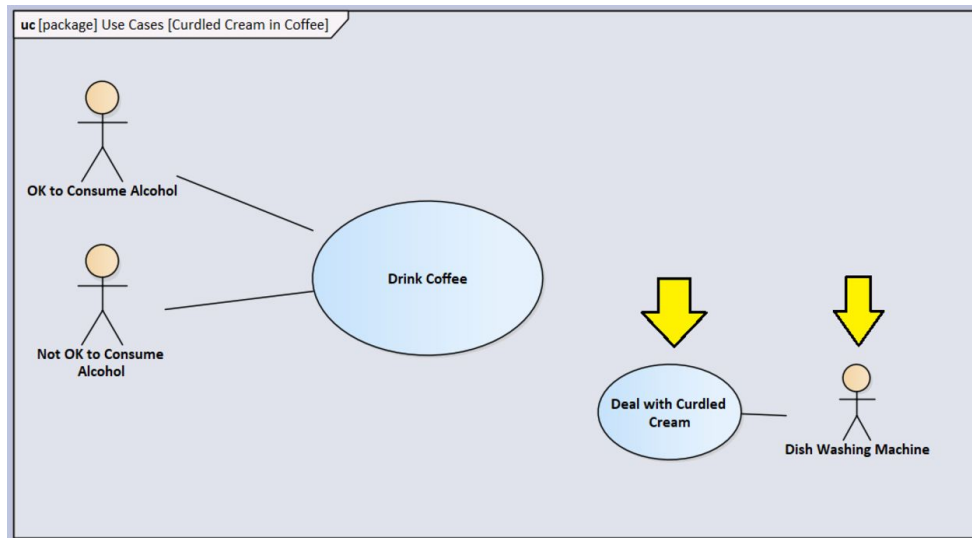 uc [package] Use Cases [Curdled Cream in Coffee]
OK to Consume Alcohol
Drink Coffee
Not OK to Consume
Alcohol
Deal with Curdled
Cream
Dish Washing Machine